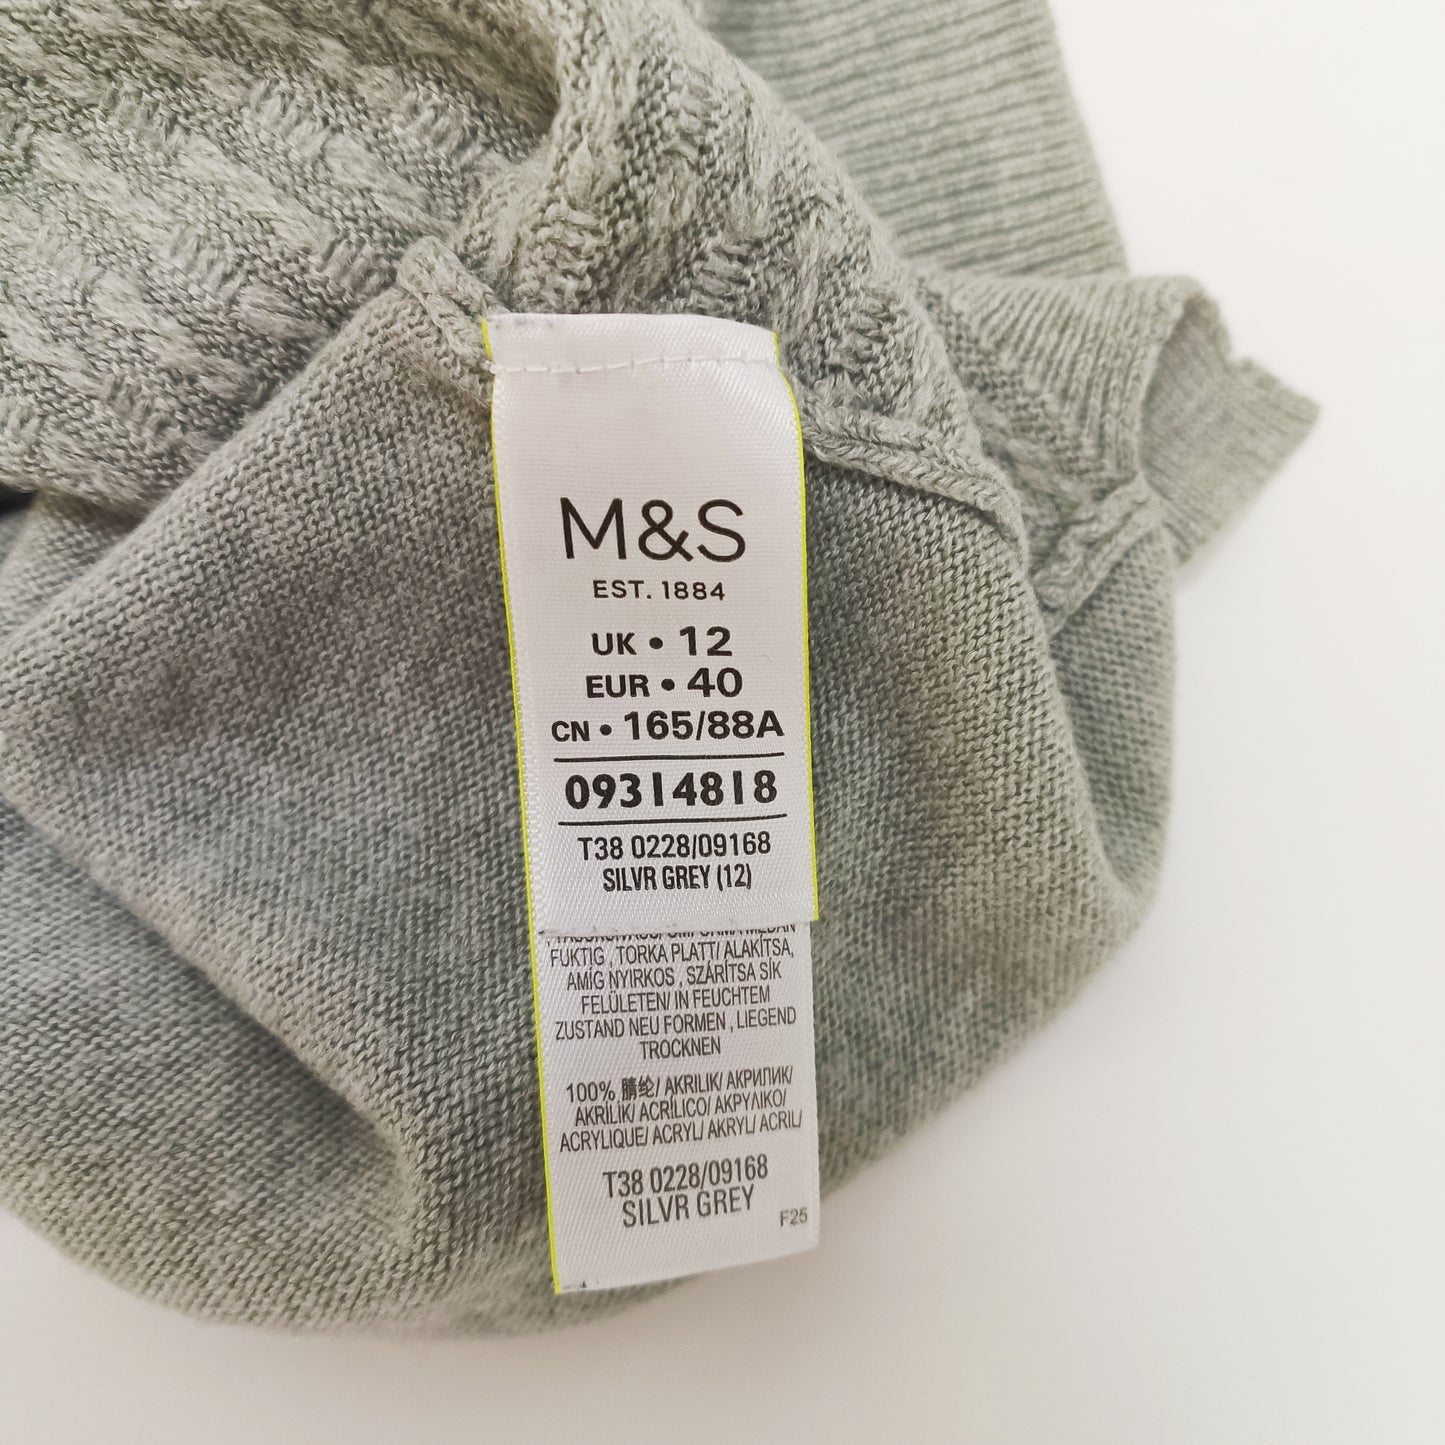 M&S
EST. 1884
UK • 12
EUR • 40
CN • 165/88A
09314818
T38 0228/09168
SILVR GREY (12)
FUKTIG , TORKA PLATT/ ALAKÍTSA,
AMÍG NYIRKOS , SZÁRÍTSA SÍK
FELÜLETEN/ IN FEUCHTEM
ZUSTAND NEU FORMEN , LIEGEND
TROCKNEN
100% 腈纶/ AKRILIK/ АКРИЛИК/
AKRİLİK/ ACRÍLICO/ ΑΚΡΥΛΙΚΟ/
ACRYLIQUE/ ACRYL/ AKRYL/ ACRIL/
T38 0228/09168
SILVR GREY
F25